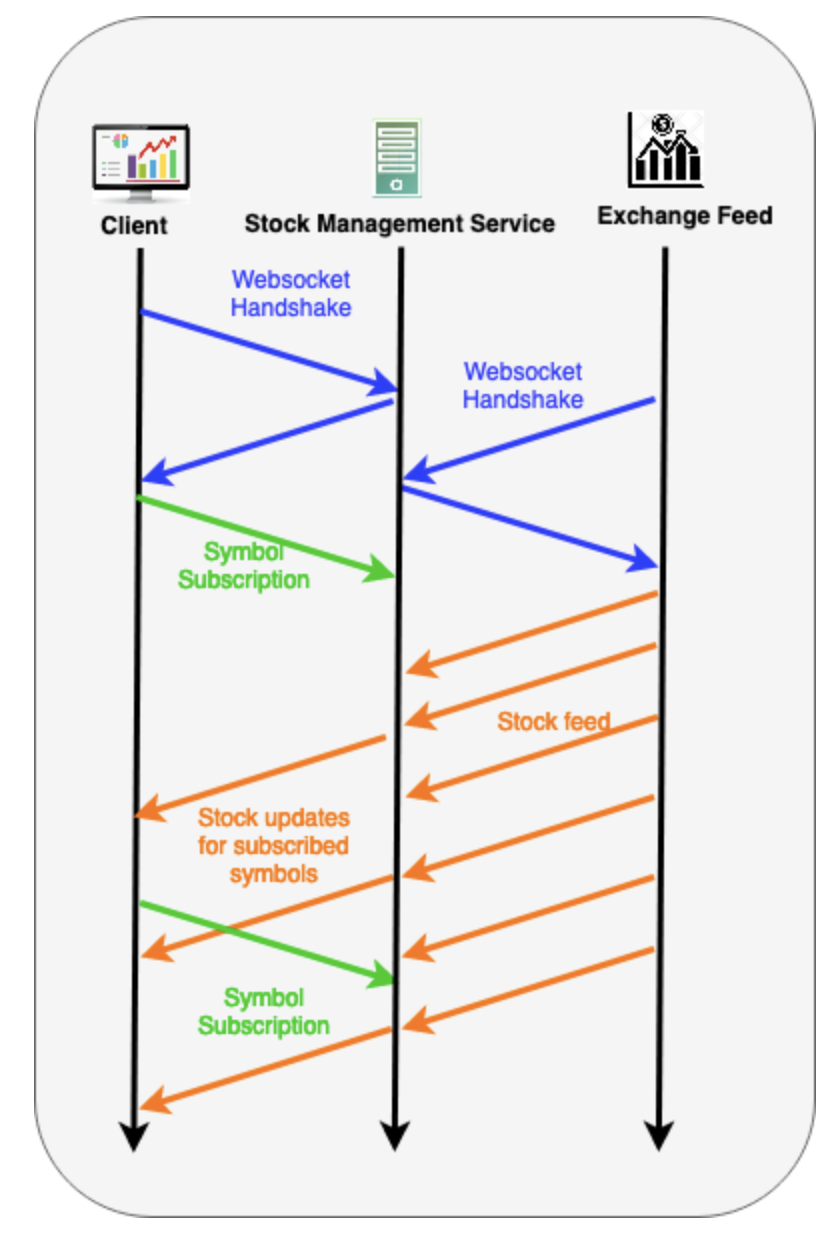 Client
Stock Management Service
Exchange Feed
Websocket
Handshake
Websocket
Handshake
Symbol
Subscription
Stock feed
Stock updates
for subscribed
symbols
Symbol
Subscription